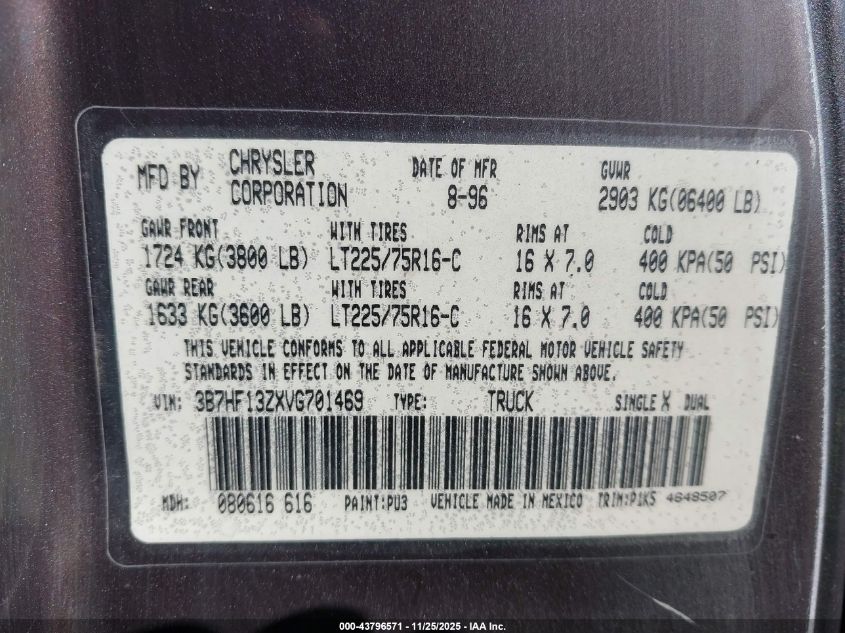 MFD BY CHRYSLER CORPORATION DATE OF MFR 8-96 GVWR 2903 KG(06400 LB)
GAWR FRONT WITH TIRES RIMS AT COLD
1724 KG(3800 LB) LT225/75R16-C 16 X 7.0 400 KPA(50 PSI)
GAWR REAR WITH TIRES RIMS AT COLD
1633 KG(3600 LB) LT225/75R16-C 16 X 7.0 400 KPA(50 PSI)
THIS VEHICLE CONFORMS TO ALL APPLICABLE FEDERAL MOTOR VEHICLE SAFETY
STANDARDS IN EFFECT ON THE DATE OF MANUFACTURE SHOWN ABOVE.
VIN: 3B7HF13ZXVG701469 TYPE: TRUCK SINGLE X DUAL
MDH: 080616 616 PAINT:PU3 VEHICLE MADE IN MEXICO TRIM:P1K5 4648507
000-43796571 | 11/25/2025 - IAA Inc.